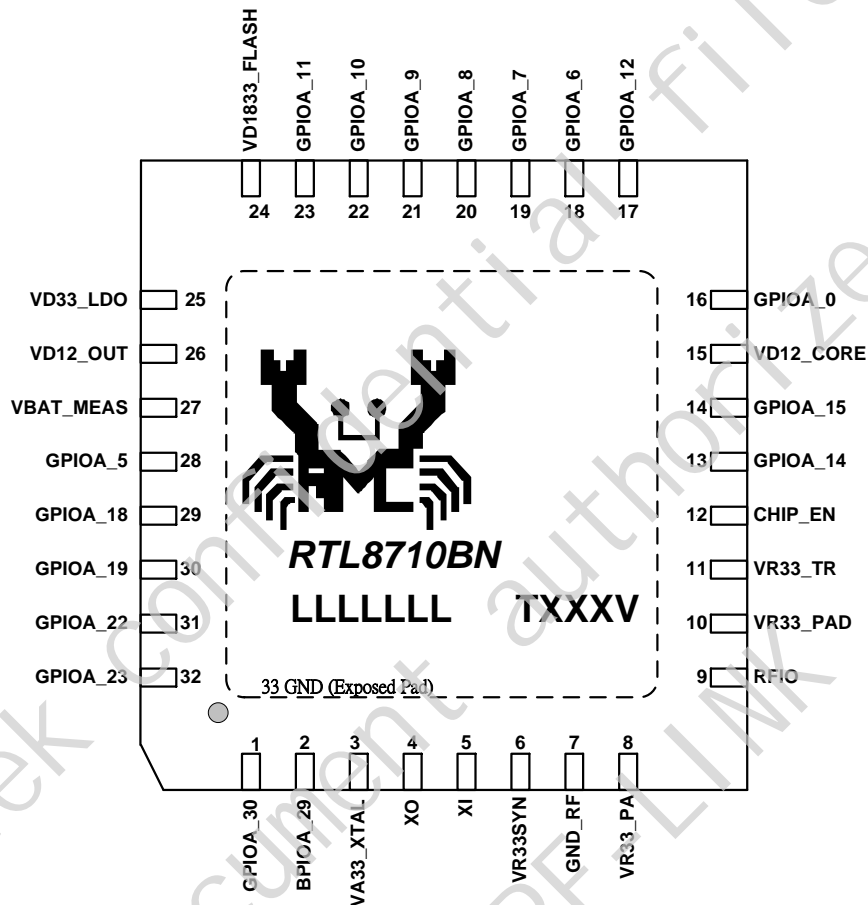 VD1833_FLASH
GPIOA_11
GPIOA_10
GPIOA_9
GPIOA_8
GPIOA_7
GPIOA_6
GPIOA_12
24 23 22 21 20 19 18 17
VD33_LDO 25 16 GPIOA_0
VD12_OUT 26 15 VD12_CORE
VBAT_MEAS 27 14 GPIOA_15
GPIOA_5 28 13 GPIOA_14
GPIOA_18 29 12 CHIP_EN
RTL8710BN
GPIOA_19 30 11 VR33_TR
LLLLLLL TXXXV
GPIOA_22 31 10 VR33_PAD
GPIOA_23 32 9 RFIO
33 GND (Exposed Pad)
1 2 3 4 5 6 7 8
GPIOA_30
BPIOA_29
VA33_XTAL
XO
XI
VR33SYN
GND_RF
VR33_PA
confidential
authorize